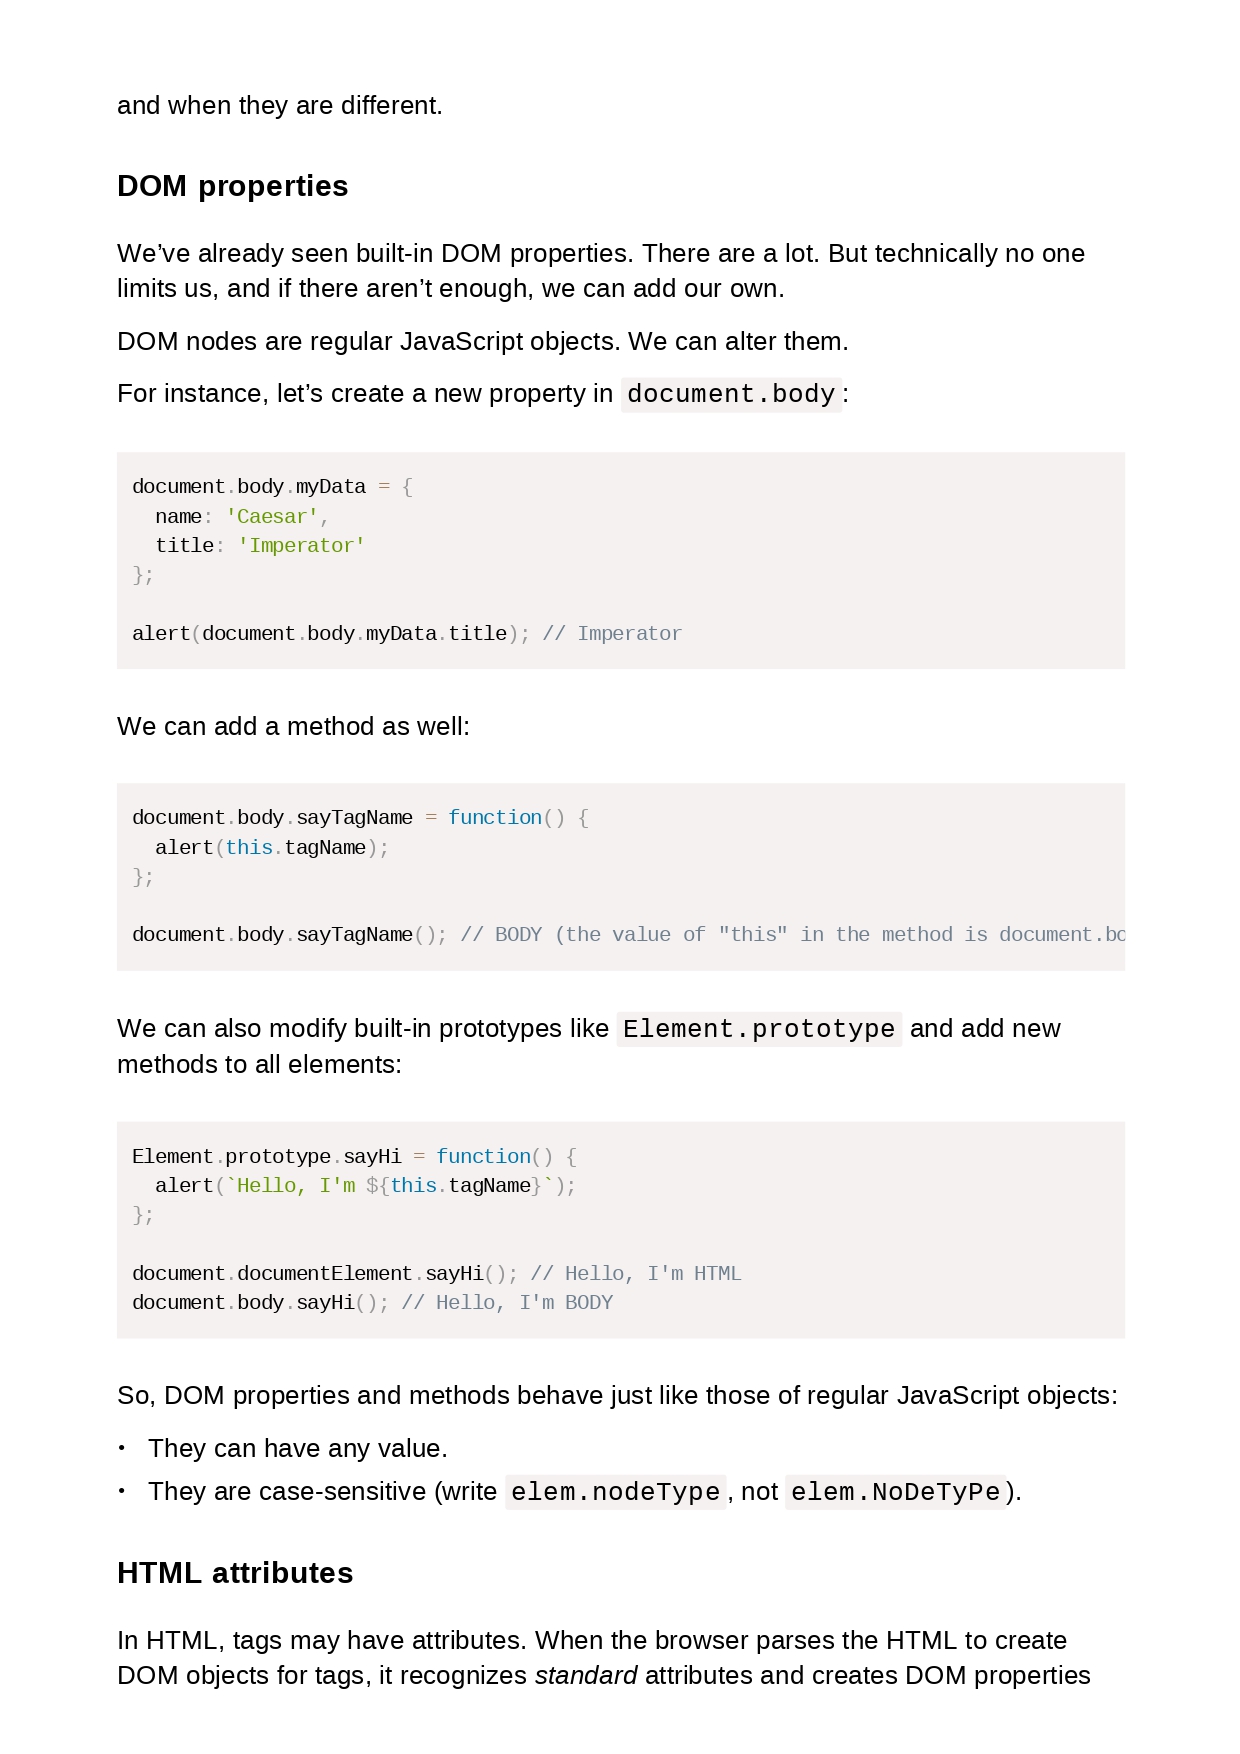 and when they are different.
DOM properties
We’ve already seen built-in DOM properties. There are a lot. But technically no one
limits us, and if there aren’t enough, we can add our own.
DOM nodes are regular JavaScript objects. We can alter them.
For instance, let’s create a new property in document.body:
document.body.myData = {
  name: 'Caesar',
  title: 'Imperator'
};
alert(document.body.myData.title); // Imperator
We can add a method as well:
document.body.sayTagName = function() {
  alert(this.tagName);
};
document.body.sayTagName(); // BODY (the value of "this" in the method is document.bo
We can also modify built-in prototypes like Element.prototype and add new
methods to all elements:
Element.prototype.sayHi = function() {
  alert(`Hello, I'm ${this.tagName}`);
};
document.documentElement.sayHi(); // Hello, I'm HTML
document.body.sayHi(); // Hello, I'm BODY
So, DOM properties and methods behave just like those of regular JavaScript objects:
• They can have any value.
• They are case-sensitive (write elem.nodeType, not elem.NoDeTyPe).
HTML attributes
In HTML, tags may have attributes. When the browser parses the HTML to create
DOM objects for tags, it recognizes standard attributes and creates DOM properties